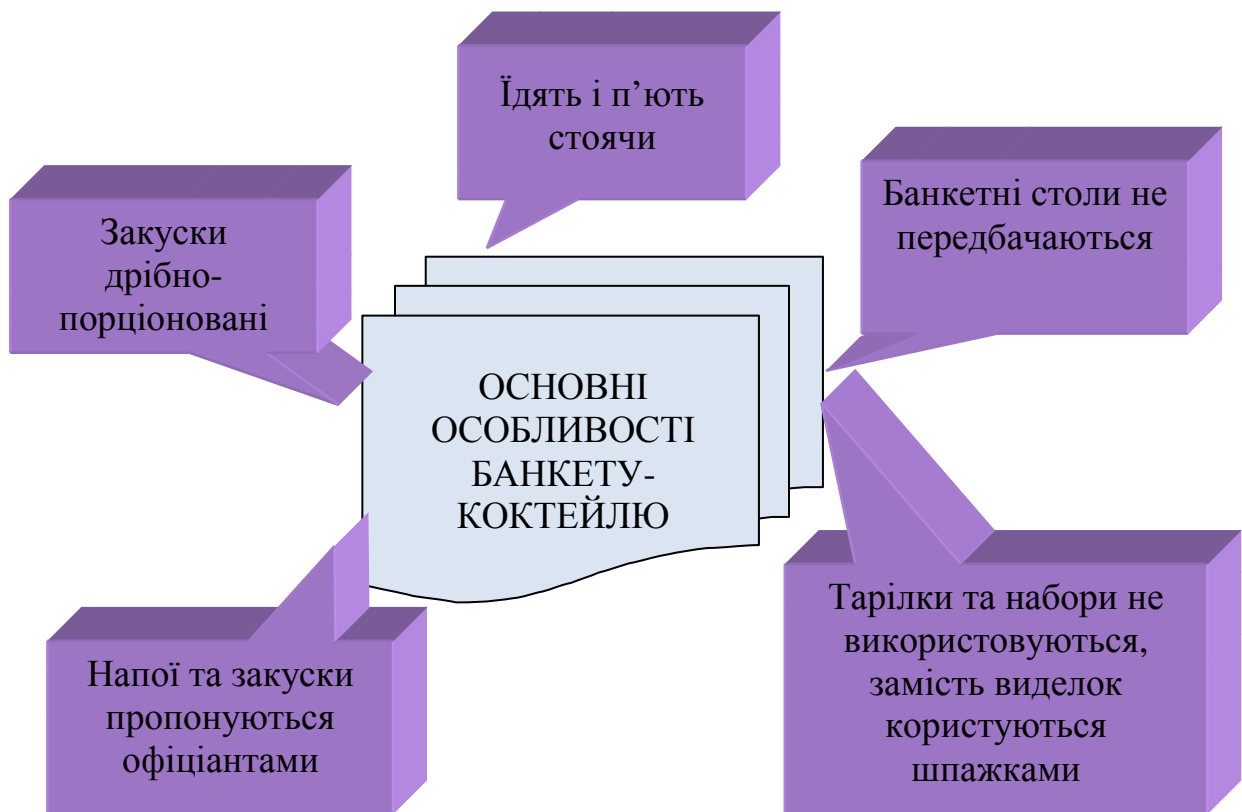 Їдять і п’ють
стоячи
Закуски
дрібно-
порціоновані
Банкетні столи не
передбачаються
ОСНОВНІ
ОСОБЛИВОСТІ
БАНКЕТУ-
КОКТЕЙЛЮ
Напої та закуски
пропонуються
офіціантами
Тарілки та набори не
використовуються,
замість виделок
користуються
шпажками